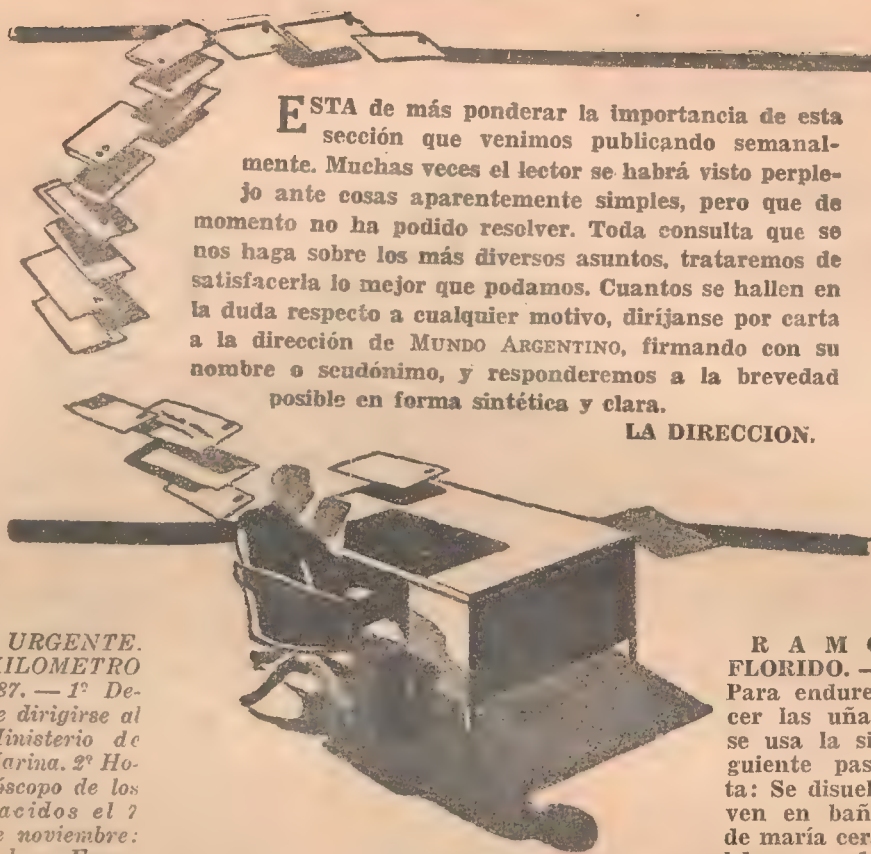 ESTA de más ponderar la importancia de esta
sección que venimos publicando semanal-
mente. Muchas veces el lector se habrá visto perple-
jo ante cosas aparentemente simples, pero que de
momento no ha podido resolver. Toda consulta que se
nos haga sobre los más diversos asuntos, trataremos de
satisfacerla lo mejor que podamos. Cuantos se hallen en
la duda respecto a cualquier motivo, diríjanse por carta
a la dirección de MUNDO ARGENTINO, firmando con su
nombre o seudónimo, y responderemos a la brevedad
posible en forma sintética y clara.
LA DIRECCION.
URGENTE.
KILOMETRO
87. — 1º De-
e dirigirse al
Ministerio de
Marina. 2º Ho-
róscopo de los
nacidos el 7
de noviembre:
R A M O
FLORIDO. —
Para endure-
cer las uñas
se usa la si-
guiente pas-
ta: Se disuel-
ven en baño
de maría cer